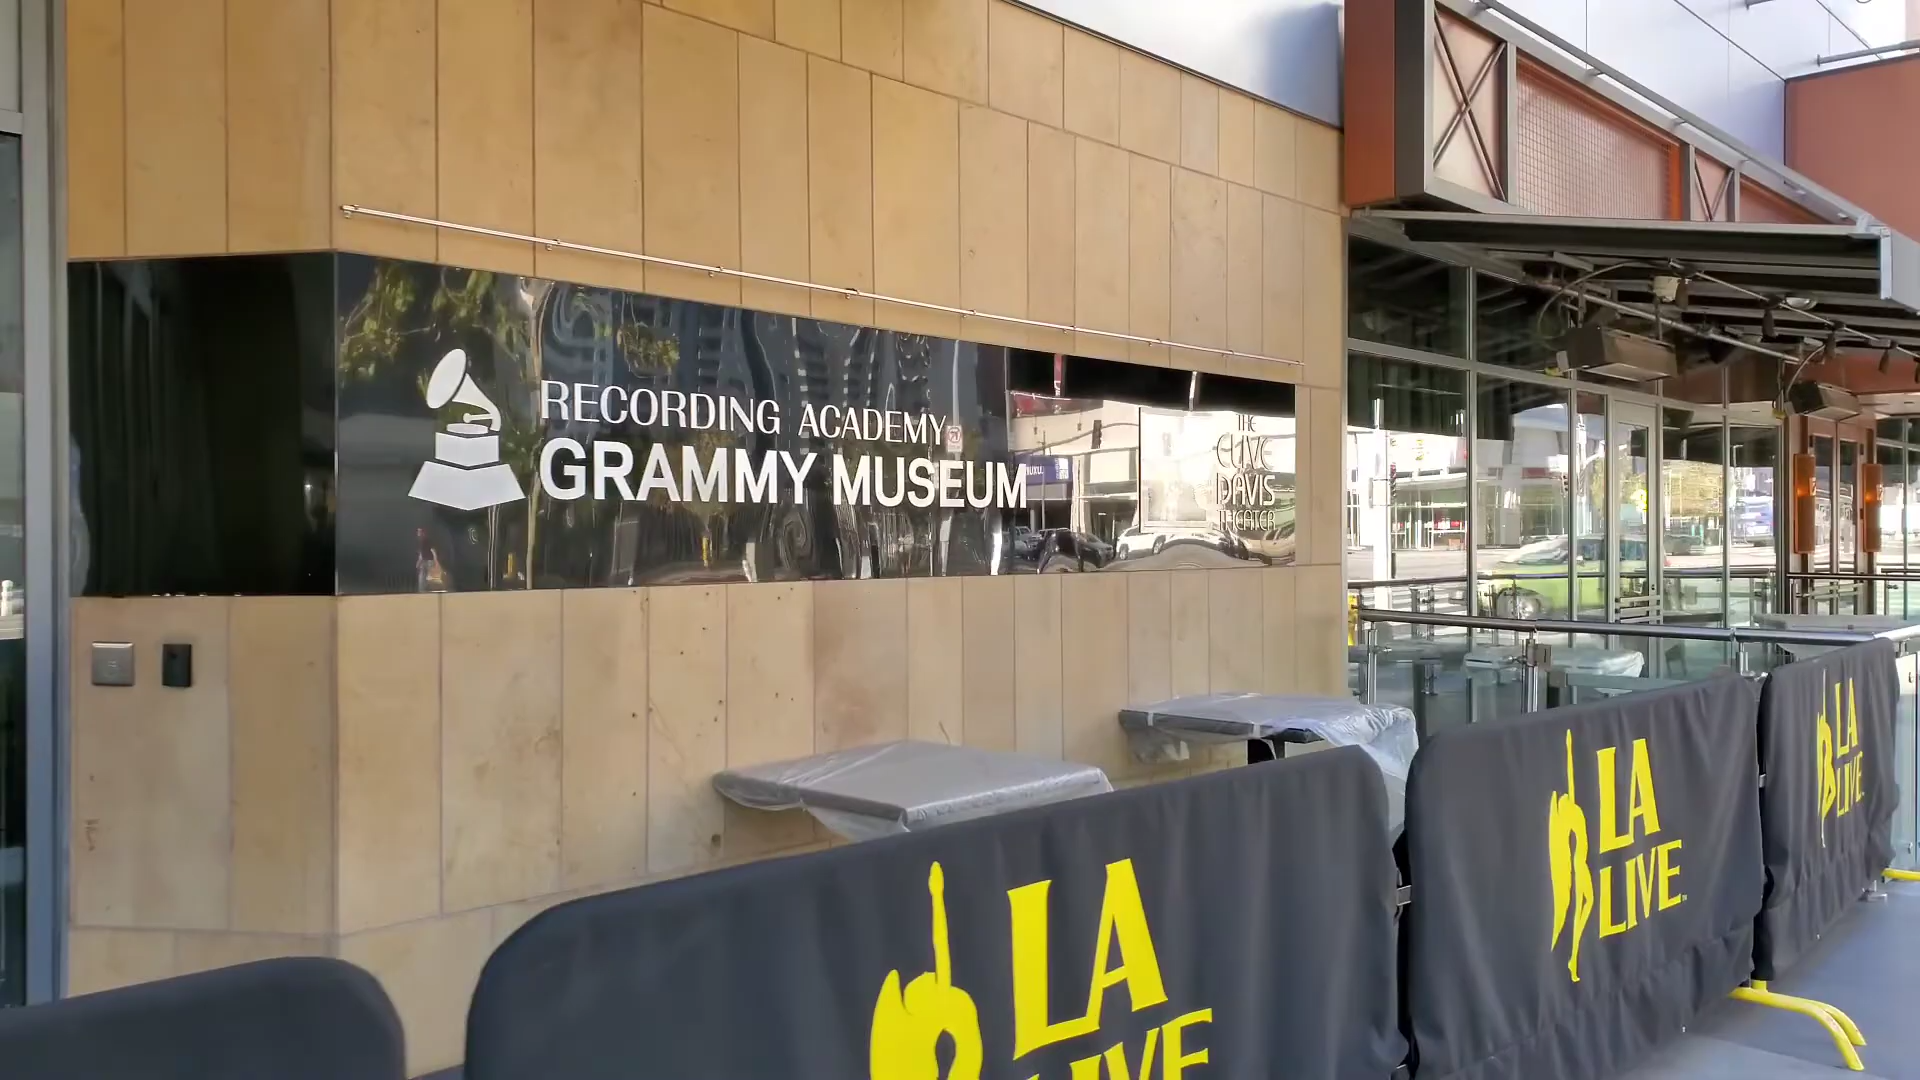 RECORDING ACADEMY
GRAMMY MUSEUM
THE
CLIVE
DAVIS
THEATER
LA
LIVE
LA
LIVE
LA
LIVE